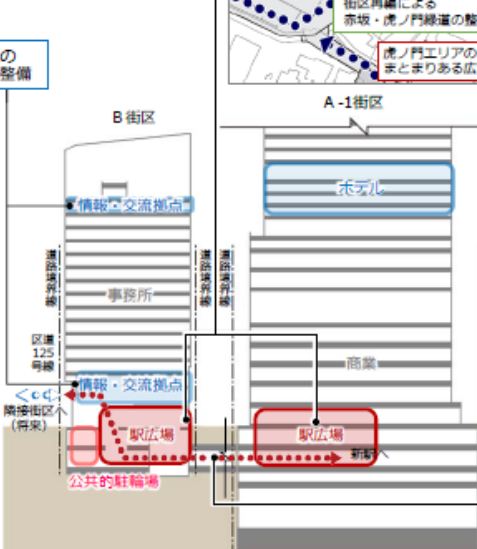 街区再編による
赤坂・虎ノ門緑道の整
虎ノ門エリアの
まとまりある広
の
整備
A -1街区
B 街区
ホテル
情報・交流拠点
道路境界線
道路境界線
道路境界線
事務所
区道
125
号線
商業
情報・交流拠点
隣接街区へ
(将来)
駅広場
駅広場
新駅へ
公共的駐輪場